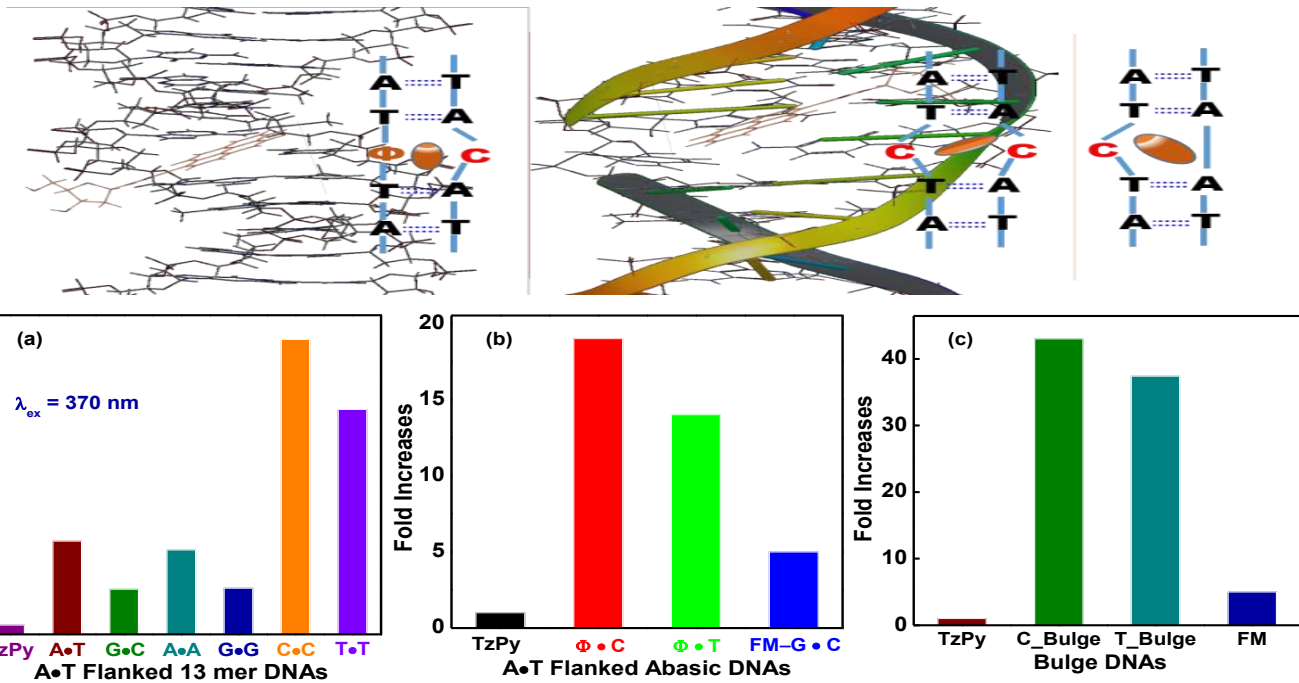 A T A T A T
T A T A T A
Φ C C C C
T A T A T A
A T A T A T
(a)
λex = 370 nm
zPy A•T G•C A•A G•G C•C T•T
A•T Flanked 13 mer DNAs
(b)
Fold Increases
20
15
10
5
0
TzPy Φ • C Φ • T FM–G • C
A•T Flanked Abasic DNAs
(c)
Fold Increases
40
30
20
10
0
TzPy C_Bulge T_Bulge FM
Bulge DNAs